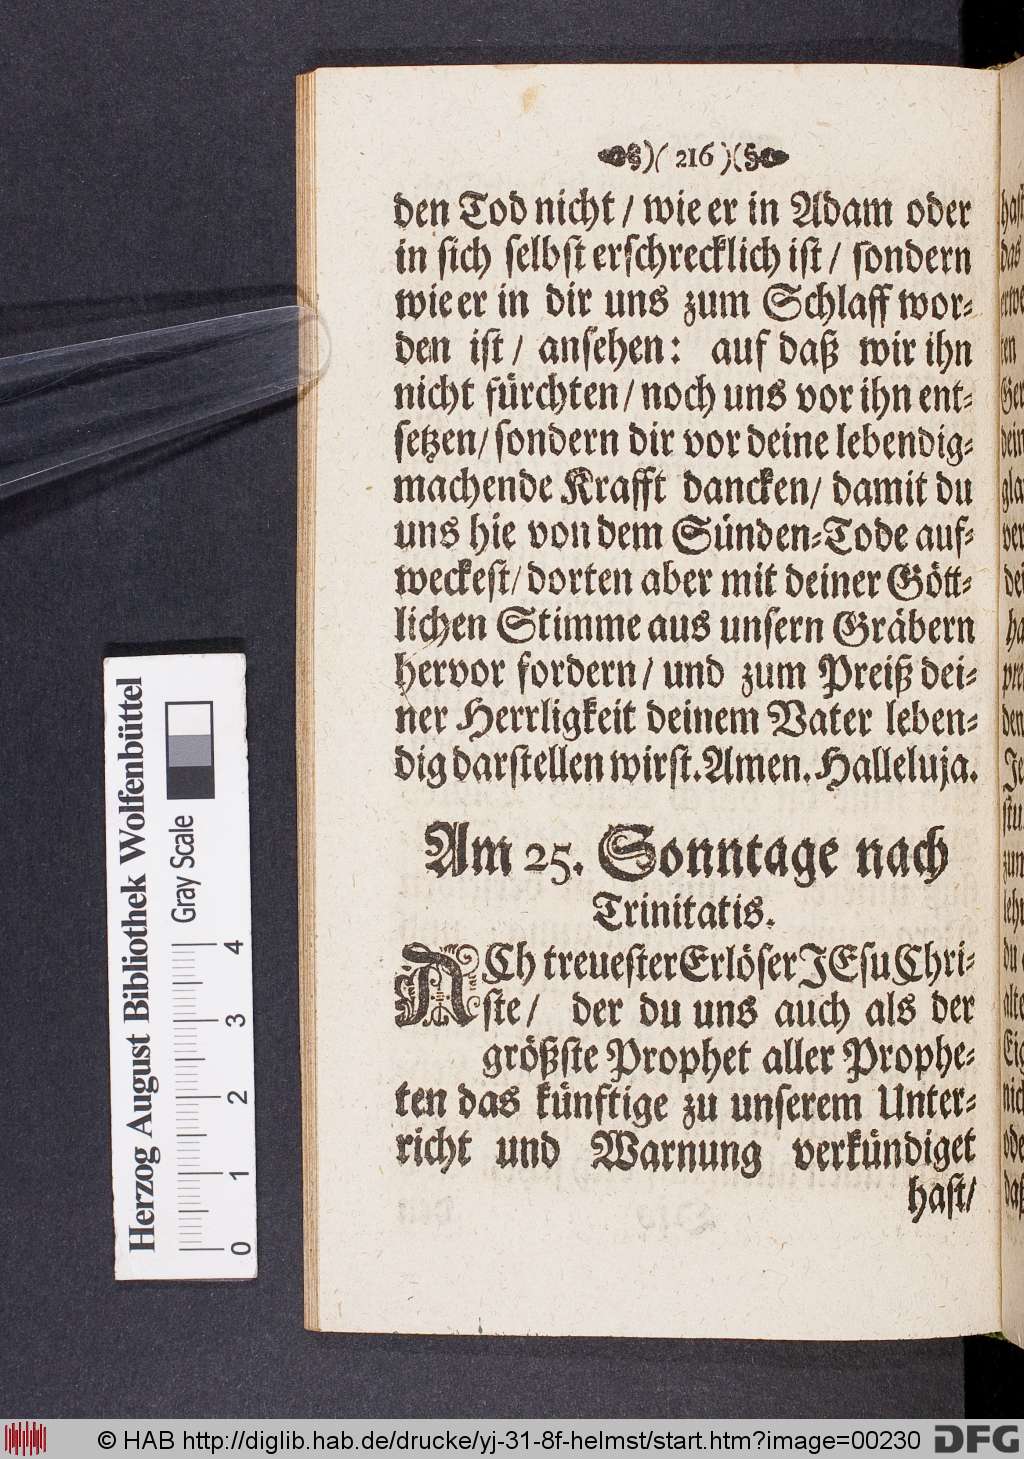 )( 216 )(
den Tod nicht / wie er in Adam oder
in sich selbst erschrecklich ist / sondern
wie er in dir uns zum Schlaff wor-
den ist / ansehen: auf daß wir ihn
nicht fürchten / noch uns vor ihn ent-
setzen / sondern dir vor deine lebendig-
machende Krafft dancken / damit du
uns hie von dem Sünden-Tode auf-
weckest / dorten aber mit deiner Gött-
lichen Stimme aus unsern Gräbern
hervor fordern / und zum Preiß dei-
ner Herrligkeit deinem Vater leben-
dig darstellen wirst. Amen. Halleluja.
Am 25. Sonntage nach
Trinitatis.
ACh treuester Erlöser JEsu Chri-
ste / der du uns auch als der
größste Prophet aller Prophe-
ten das künftige zu unserem Unter-
richt und Warnung verkündiget
hast /
Herzog August Bibliothek Wolfenbüttel
Gray Scale
0 1 2 3 4
© HAB http://diglib.hab.de/drucke/yj-31-8f-helmst/start.htm?image=00230
DFG